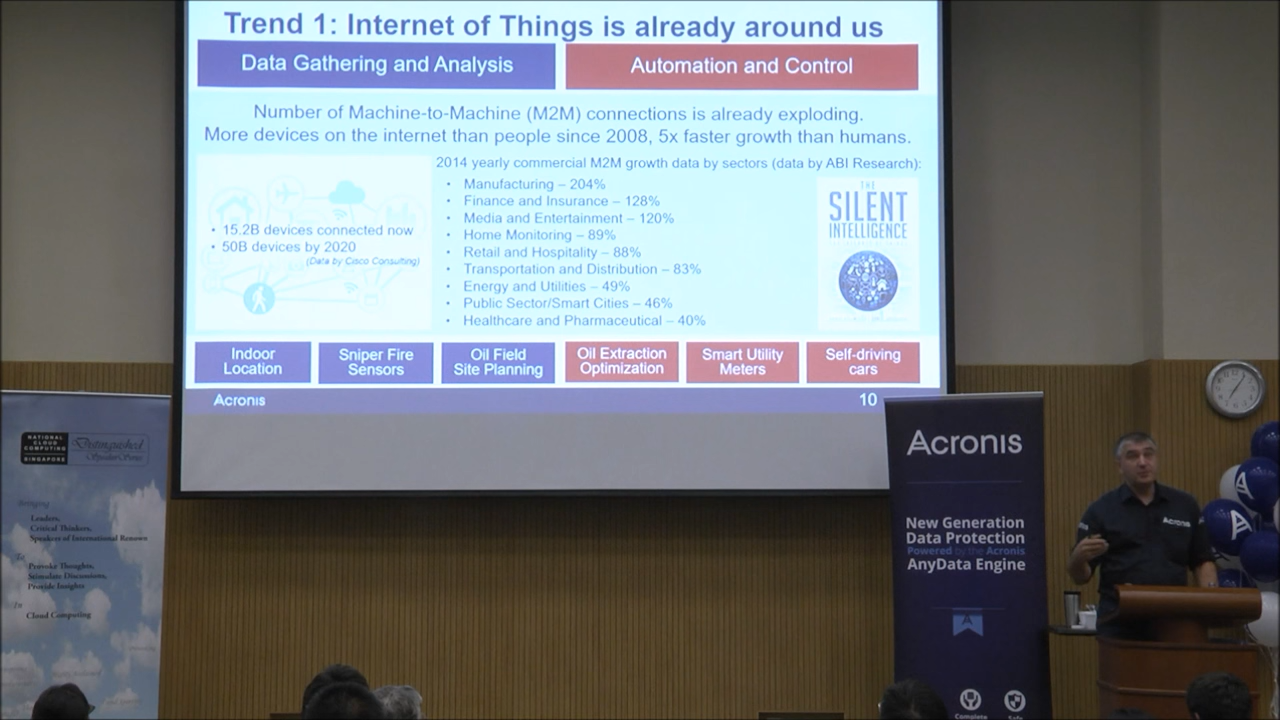 Trend 1: Internet of Things is already around us
Data Gathering and Analysis
Automation and Control
Number of Machine-to-Machine (M2M) connections is already exploding.
More devices on the internet than people since 2008, 5x faster growth than humans.
• 15.2B devices connected now
• 50B devices by 2020
(Data by Cisco Consulting)
2014 yearly commercial M2M growth data by sectors (data by ABI Research):
• Manufacturing – 204%
• Finance and Insurance – 128%
• Media and Entertainment – 120%
• Home Monitoring – 89%
• Retail and Hospitality – 88%
• Transportation and Distribution – 83%
• Energy and Utilities – 49%
• Public Sector/Smart Cities – 46%
• Healthcare and Pharmaceutical – 40%
THE
SILENT
INTELLIGENCE
Indoor
Location
Sniper Fire
Sensors
Oil Field
Site Planning
Oil Extraction
Optimization
Smart Utility
Meters
Self-driving
cars
Acronis
10
NATIONAL
CLOUD
COMPUTING
SINGAPORE
Distinguished
Speaker Series
Bringing
Leaders,
Critical Thinkers,
Speakers of International Renown
To
Provoke Thoughts,
Stimulate Discussions,
Provide Insights
In
Cloud Computing
Acronis
New Generation
Data Protection
Powered by the Acronis
AnyData Engine
Complete
Safe
Acronis